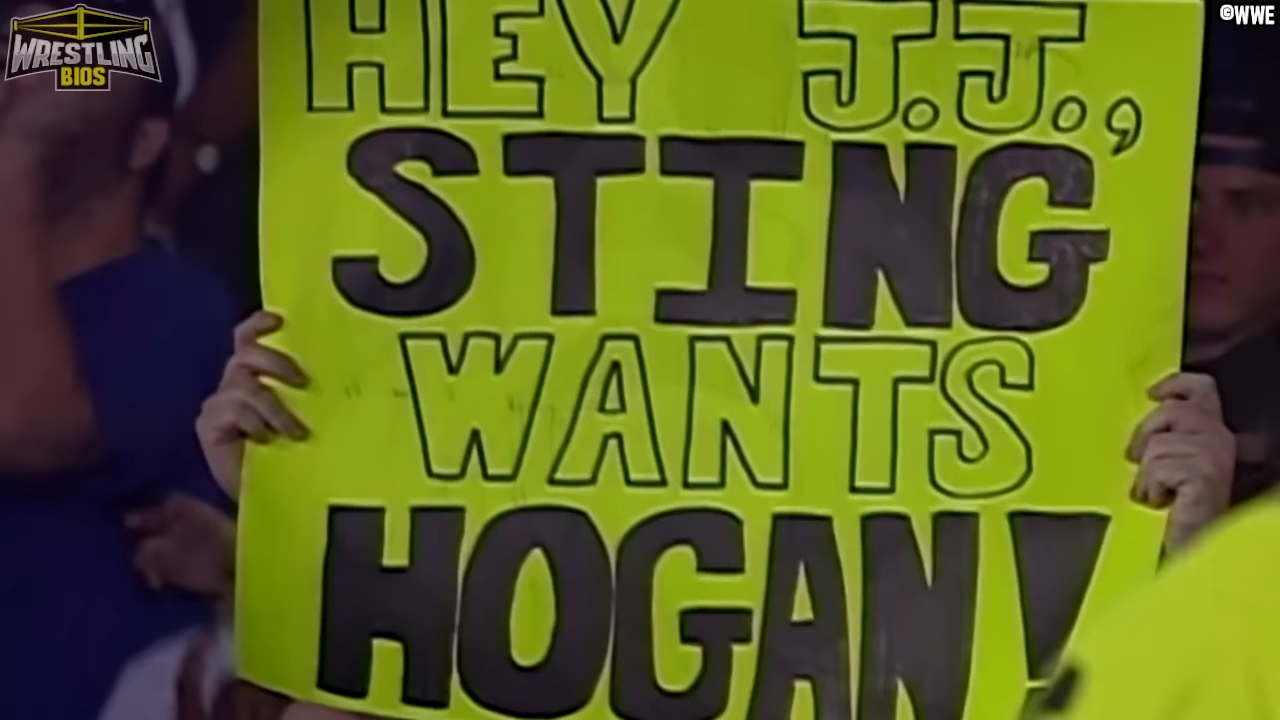 WRESTLING
BIOS
©WWE
HEY J.J.,
STING
WANTS
HOGAN!